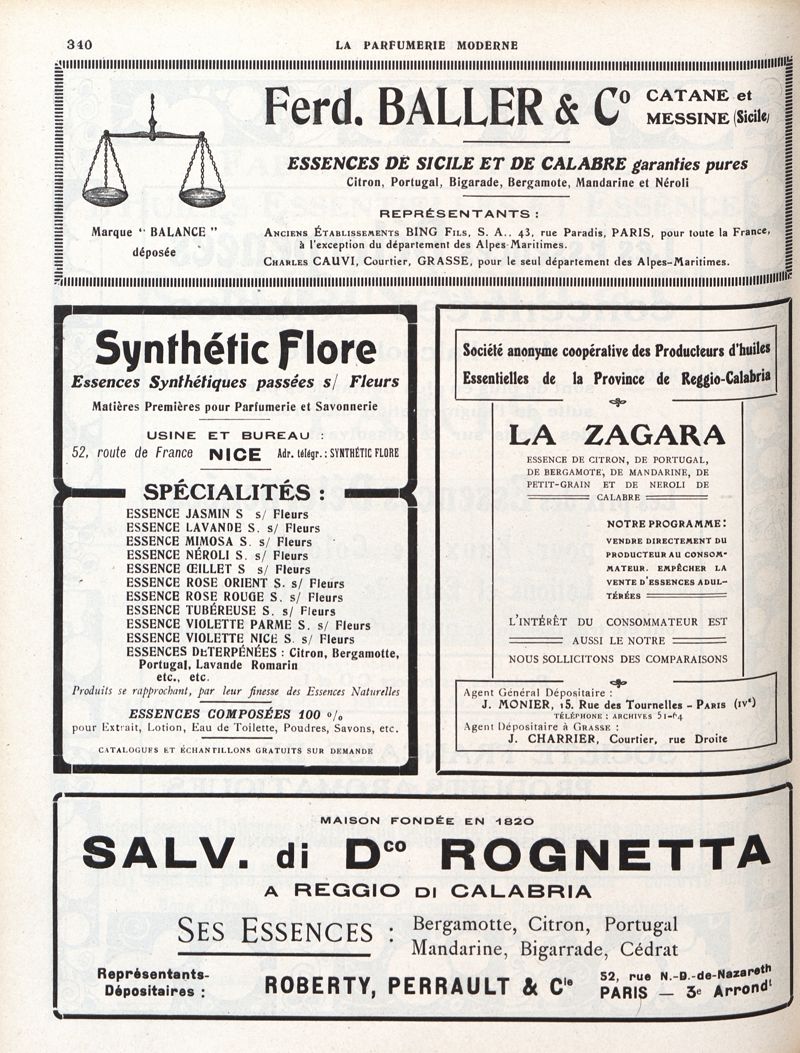 340
LA PARFUMERIE MODERNE
Ferd. BALLER & Cº CATANE et
MESSINE (Sicile)
ESSENCES DE SICILE ET DE CALABRE garanties pures
Citron, Portugal, Bigarade, Bergamote, Mandarine et Néroli
Marque “ BALANCE ”
déposée
REPRÉSENTANTS :
ANCIENS ÉTABLISSEMENTS BING FILS, S. A., 43, rue Paradis, PARIS, pour toute la France,
à l'exception du département des Alpes-Maritimes.
CHARLES CAUVI, Courtier, GRASSE, pour le seul département des Alpes-Maritimes.
Synthétic Flore
Essences Synthétiques passées s/ Fleurs
Matières Premières pour Parfumerie et Savonnerie
USINE ET BUREAU :
52, route de France NICE Adr. télégr. : SYNTHÉTIC FLORE
SPÉCIALITÉS :
ESSENCE JASMIN S s/ Fleurs
ESSENCE LAVANDE S. s/ Fleurs
ESSENCE MIMOSA S. s/ Fleurs
ESSENCE NÉROLI S. s/ Fleurs
ESSENCE ŒILLET S s/ Fleurs
ESSENCE ROSE ORIENT S. s/ Fleurs
ESSENCE ROSE ROUGE S. s/ Fleurs
ESSENCE TUBÉREUSE S. s/ Fleurs
ESSENCE VIOLETTE PARME S. s/ Fleurs
ESSENCE VIOLETTE NICE S. s/ Fleurs
ESSENCES DÉTERPÉNÉES : Citron, Bergamotte,
Portugal, Lavande Romarin
etc., etc.
Produits se rapprochant, par leur finesse des Essences Naturelles
ESSENCES COMPOSÉES 100 %
pour Extrait, Lotion, Eau de Toilette, Poudres, Savons, etc.
CATALOGUES ET ÉCHANTILLONS GRATUITS SUR DEMANDE
Société anonyme coopérative des Producteurs d'huiles
Essentielles de la Province de Reggio-Calabria
LA ZAGARA
ESSENCE DE CITRON, DE PORTUGAL,
DE BERGAMOTE, DE MANDARINE, DE
PETIT-GRAIN ET DE NEROLI DE
CALABRE
NOTRE PROGRAMME :
VENDRE DIRECTEMENT DU
PRODUCTEUR AU CONSOM-
MATEUR. EMPÊCHER LA
VENTE D'ESSENCES ADUL-
TÉRÉES
L'INTÉRÊT DU CONSOMMATEUR EST
AUSSI LE NOTRE
NOUS SOLLICITONS DES COMPARAISONS
Agent Général Dépositaire :
J. MONIER, 15, Rue des Tournelles - PARIS (IVᵉ)
TÉLÉPHONE : ARCHIVES 51-64
Agent Dépositaire à GRASSE :
J. CHARRIER, Courtier, rue Droite
MAISON FONDÉE EN 1820
SALV. di Dᶜᵒ ROGNETTA
A REGGIO DI CALABRIA
SES ESSENCES : Bergamotte, Citron, Portugal
Mandarine, Bigarrade, Cédrat
Représentants-
Dépositaires :
ROBERTY, PERRAULT & Cⁱᵉ
52, rue N.-D.-de-Nazareth
PARIS — 3ᵉ Arrondᵗ